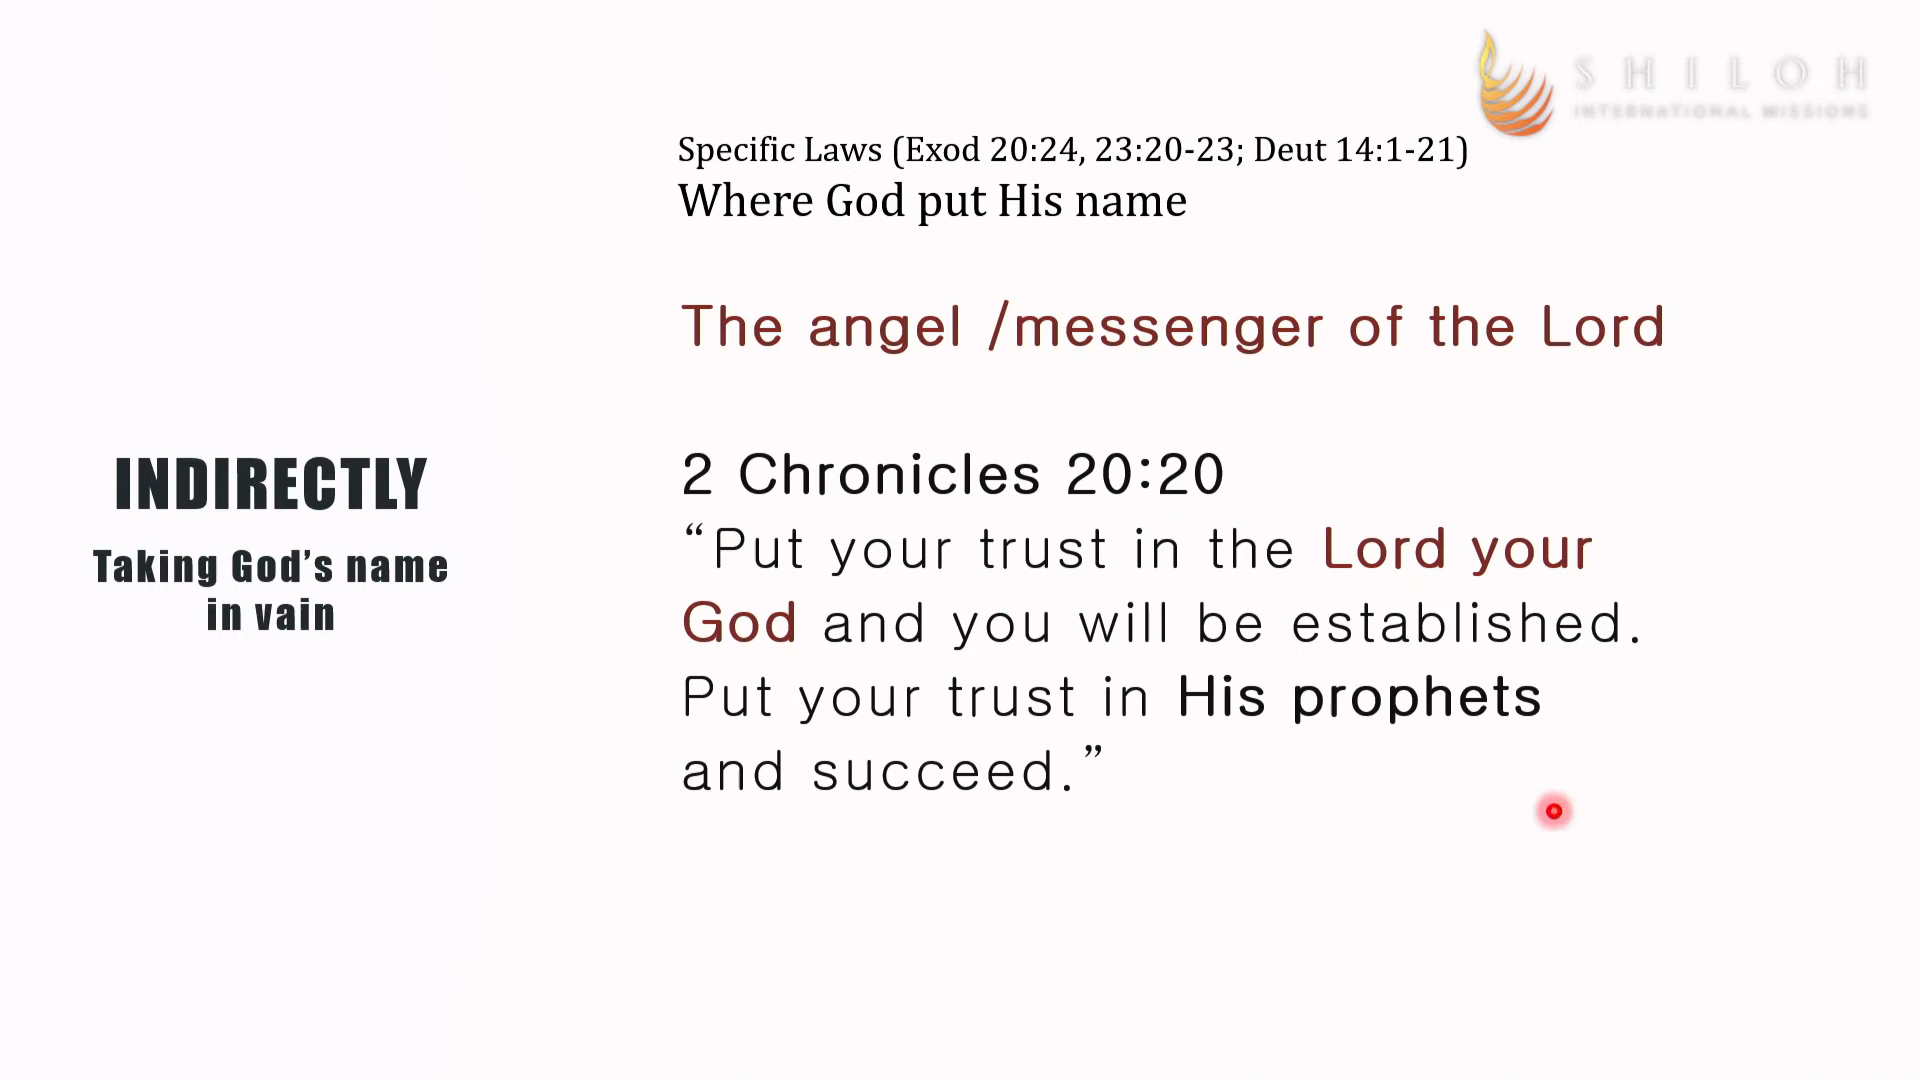 SHILOH
INTERNATIONAL MISSIONS
Specific Laws (Exod 20:24, 23:20-23; Deut 14:1-21)
Where God put His name
The angel /messenger of the Lord
INDIRECTLY
Taking God’s name
in vain
2 Chronicles 20:20
“Put your trust in the Lord your
God and you will be established.
Put your trust in His prophets
and succeed.”